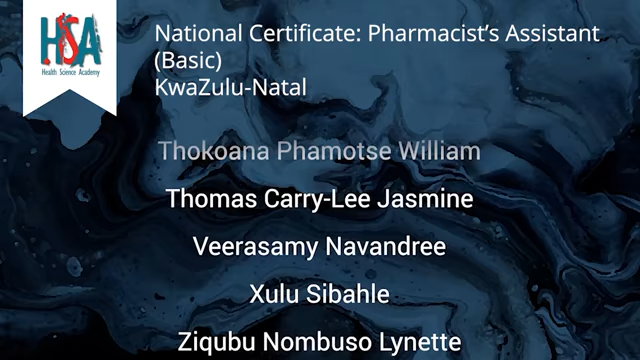 HSA
Health Science Academy
National Certificate: Pharmacist's Assistant
(Basic)
KwaZulu-Natal
Thokoana Phamotse William
Thomas Carry-Lee Jasmine
Veerasamy Navandree
Xulu Sibahle
Ziqubu Nombuso Lynette